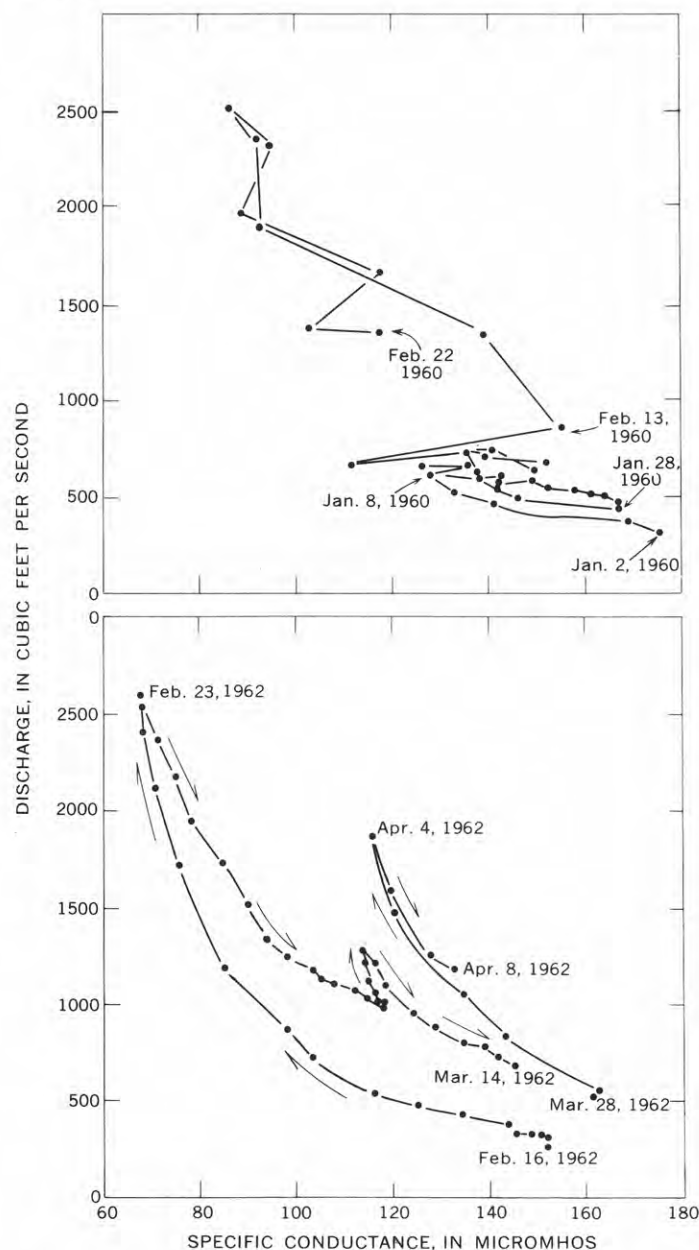 2500
2000
1500
1000
500
0
Feb. 22
1960
Feb. 13,
1960
Jan. 28,
1960
Jan. 8, 1960
Jan. 2, 1960
DISCHARGE, IN CUBIC FEET PER SECOND
0
2500
2000
1500
1000
500
0
Feb. 23, 1962
Apr. 4, 1962
Apr. 8, 1962
Mar. 14, 1962
Mar. 28, 1962
Feb. 16, 1962
60 80 100 120 140 160 180
SPECIFIC CONDUCTANCE, IN MICROMHOS